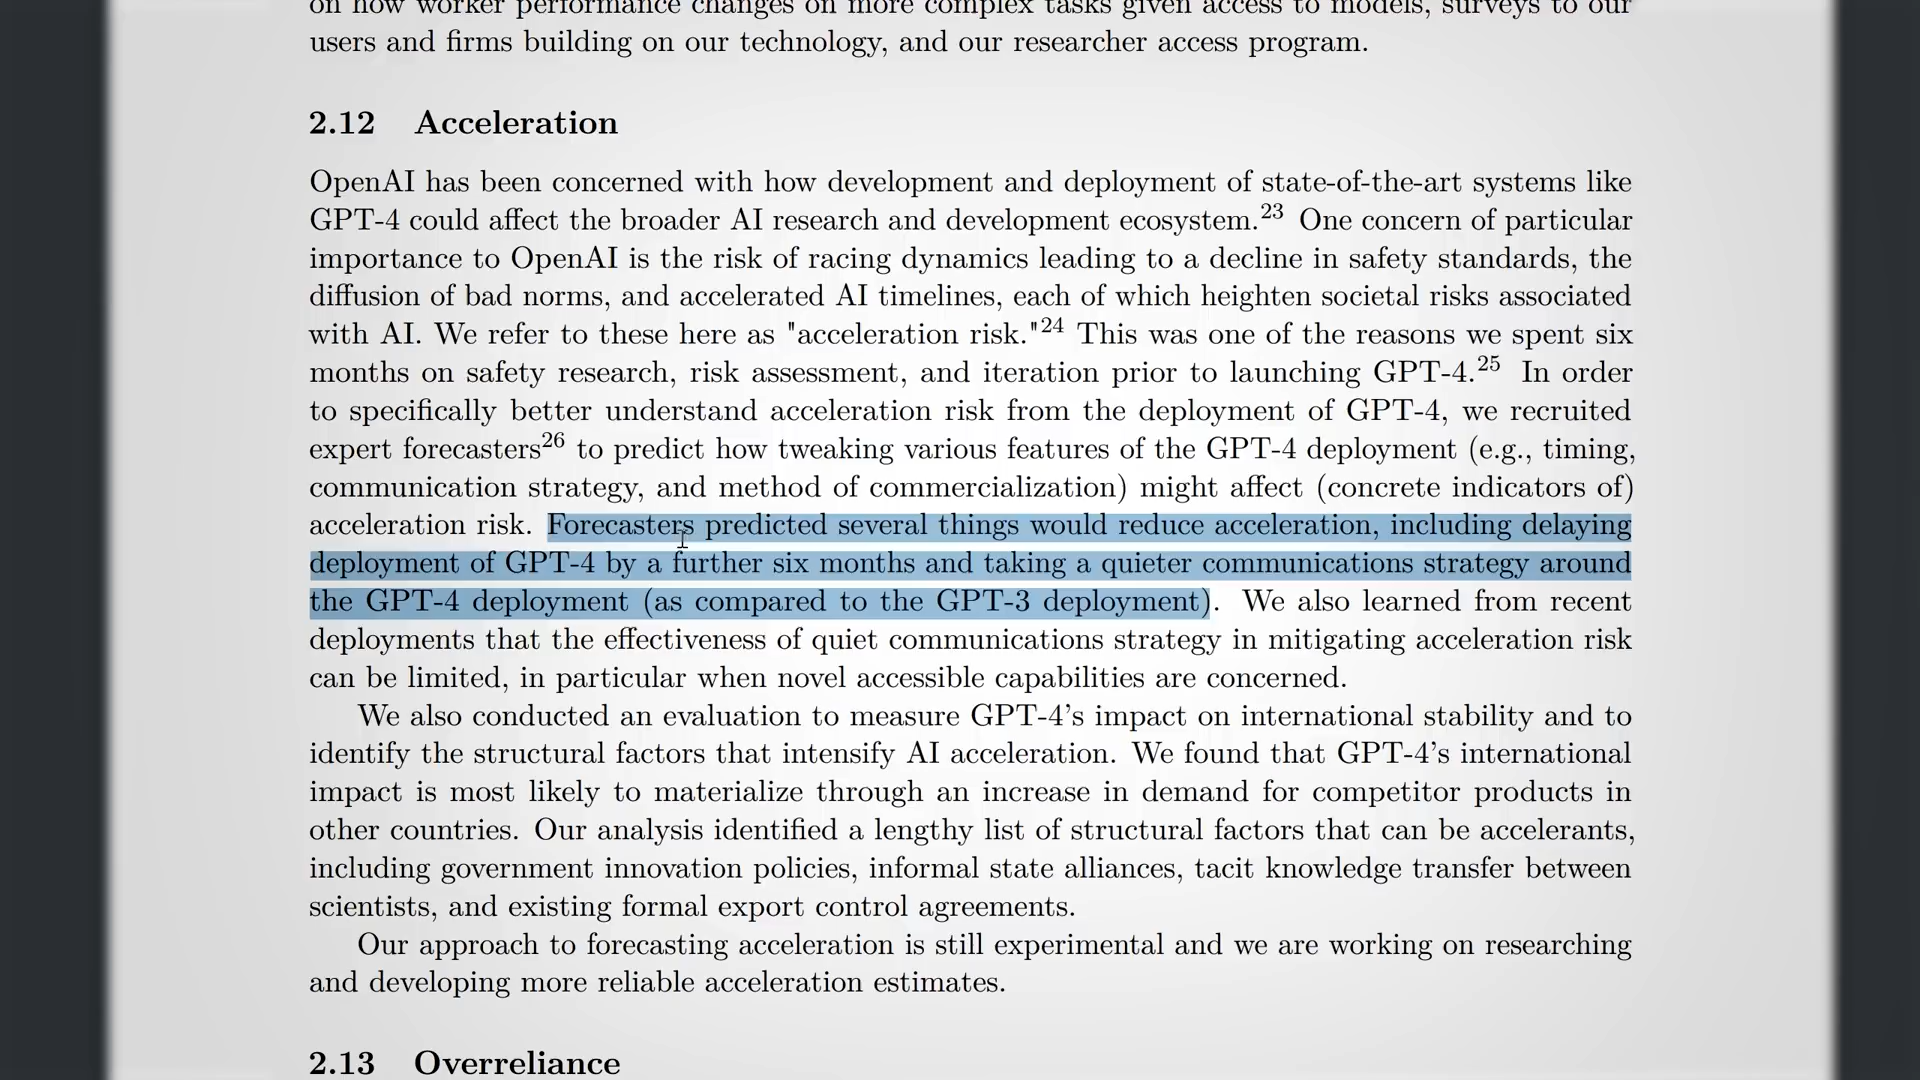 on how worker performance changes on more complex tasks given access to models, surveys to our
users and firms building on our technology, and our researcher access program.
2.12 Acceleration
OpenAI has been concerned with how development and deployment of state-of-the-art systems like
GPT-4 could affect the broader AI research and development ecosystem.23 One concern of particular
importance to OpenAI is the risk of racing dynamics leading to a decline in safety standards, the
diffusion of bad norms, and accelerated AI timelines, each of which heighten societal risks associated
with AI. We refer to these here as "acceleration risk."24 This was one of the reasons we spent six
months on safety research, risk assessment, and iteration prior to launching GPT-4.25 In order
to specifically better understand acceleration risk from the deployment of GPT-4, we recruited
expert forecasters26 to predict how tweaking various features of the GPT-4 deployment (e.g., timing,
communication strategy, and method of commercialization) might affect (concrete indicators of)
acceleration risk. Forecasters predicted several things would reduce acceleration, including delaying
deployment of GPT-4 by a further six months and taking a quieter communications strategy around
the GPT-4 deployment (as compared to the GPT-3 deployment). We also learned from recent
deployments that the effectiveness of quiet communications strategy in mitigating acceleration risk
can be limited, in particular when novel accessible capabilities are concerned.
We also conducted an evaluation to measure GPT-4's impact on international stability and to
identify the structural factors that intensify AI acceleration. We found that GPT-4's international
impact is most likely to materialize through an increase in demand for competitor products in
other countries. Our analysis identified a lengthy list of structural factors that can be accelerants,
including government innovation policies, informal state alliances, tacit knowledge transfer between
scientists, and existing formal export control agreements.
Our approach to forecasting acceleration is still experimental and we are working on researching
and developing more reliable acceleration estimates.
2.13 Overreliance